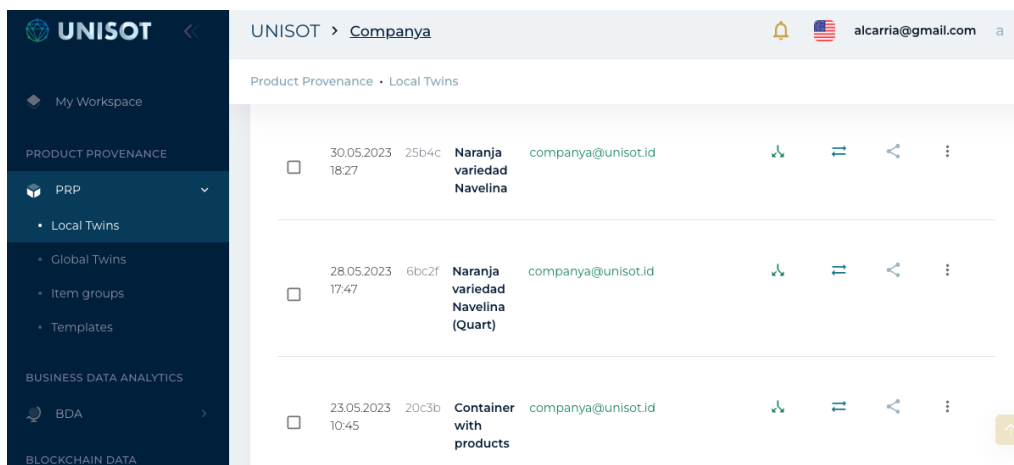 UNISOT
UNISOT > Companya
alcarria@gmail.com a
Product Provenance • Local Twins
My Workspace
PRODUCT PROVENANCE
PRP
• Local Twins
• Global Twins
• Item groups
• Templates
BUSINESS DATA ANALYTICS
BDA
BLOCKCHAIN DATA
30.05.2023 25b4c Naranja companya@unisot.id
18:27 variedad
Navelina
28.05.2023 6bc2f Naranja companya@unisot.id
17:47 variedad
Navelina
(Quart)
23.05.2023 20c3b Container companya@unisot.id
10:45 with
products